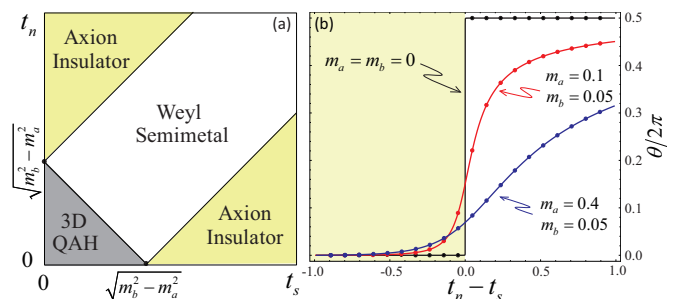 (a)
t_n
Axion
Insulator
Weyl
Semimetal
√(m_b^2 − m_a^2)
3D
QAH
Axion
Insulator
0
0
√(m_b^2 − m_a^2)
t_s
(b)
m_a = m_b = 0
m_a = 0.1
m_b = 0.05
m_a = 0.4
m_b = 0.05
0.5
0.4
0.3
0.2
0.1
0.0
θ/2π
-1.0 -0.5 0.0 0.5 1.0
t_n − t_s